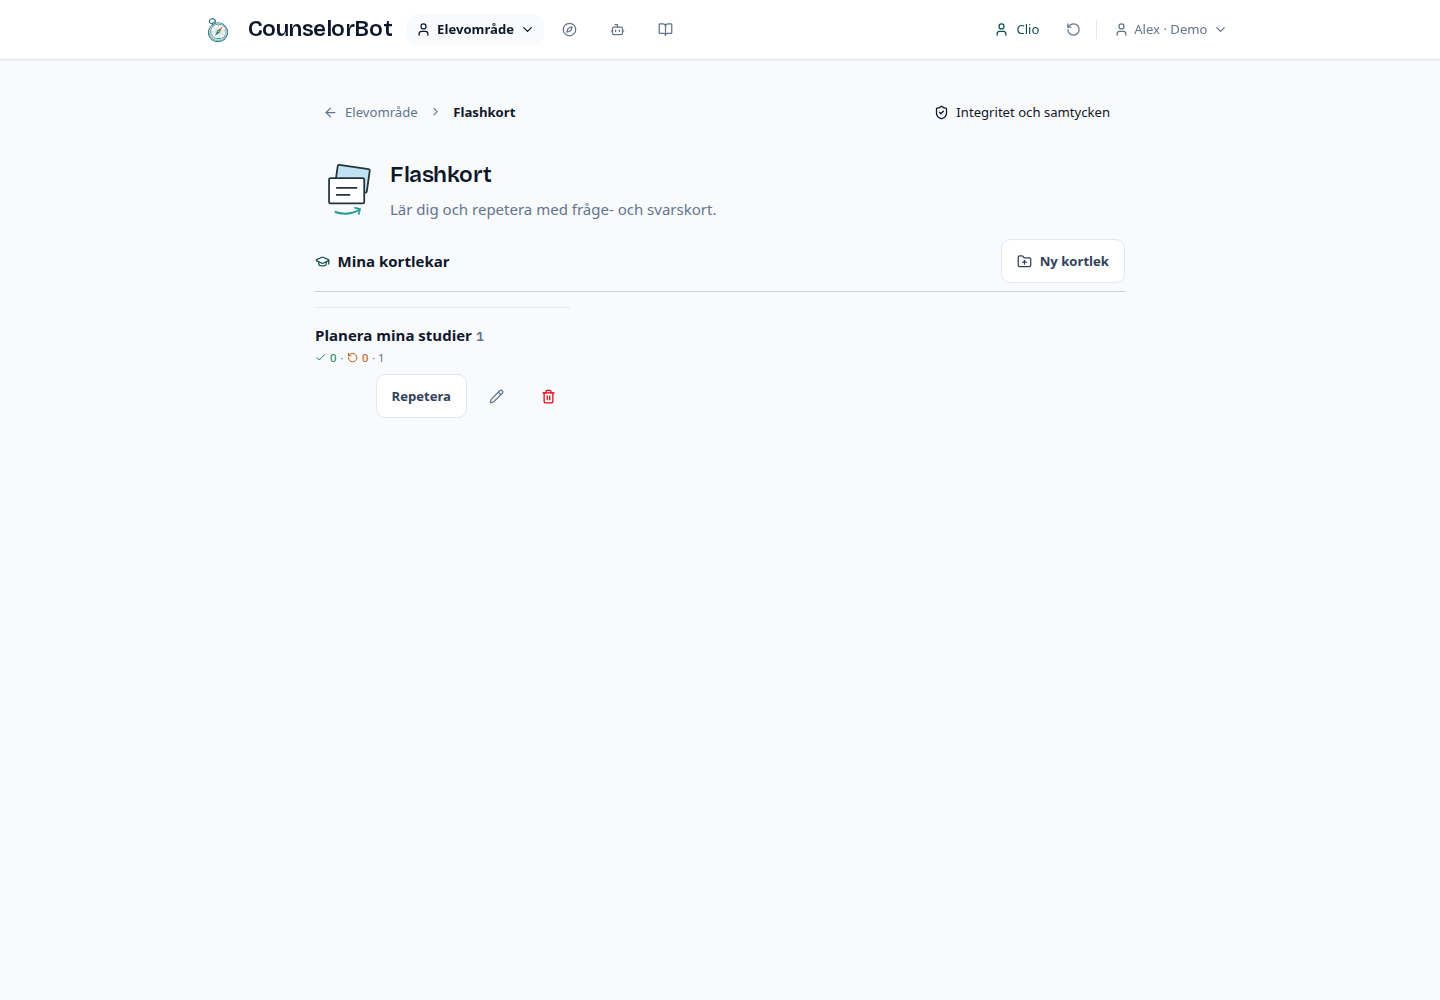 CounselorBot
Elevområde
Clio
Alex · Demo
Elevområde
Flashkort
Integritet och samtycken
Flashkort
Lär dig och repetera med fråge- och svarskort.
Mina kortlekar
Ny kortlek
Planera mina studier 1
0 · 0 · 1
Repetera